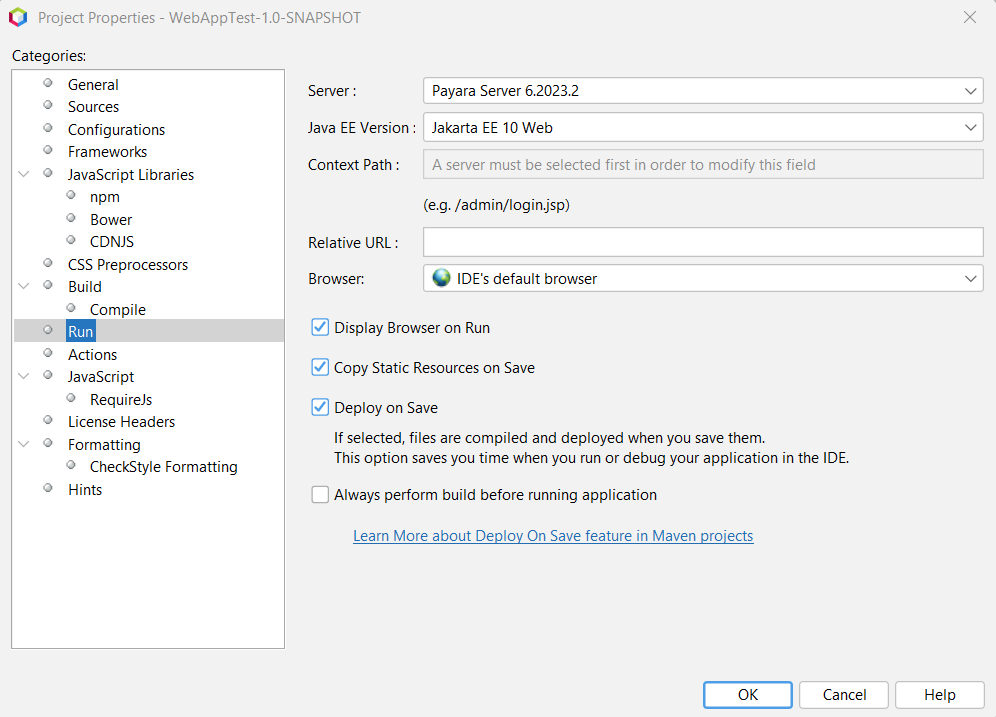 Project Properties - WebAppTest-1.0-SNAPSHOT
Categories:
General
Sources
Configurations
Frameworks
JavaScript Libraries
npm
Bower
CDNJS
CSS Preprocessors
Build
Compile
Run
Actions
JavaScript
RequireJs
License Headers
Formatting
CheckStyle Formatting
Hints
Server : Payara Server 6.2023.2
Java EE Version : Jakarta EE 10 Web
Context Path : A server must be selected first in order to modify this field
(e.g. /admin/login.jsp)
Relative URL :
Browser: IDE's default browser
Display Browser on Run
Copy Static Resources on Save
Deploy on Save
If selected, files are compiled and deployed when you save them.
This option saves you time when you run or debug your application in the IDE.
Always perform build before running application
Learn More about Deploy On Save feature in Maven projects
OK Cancel Help